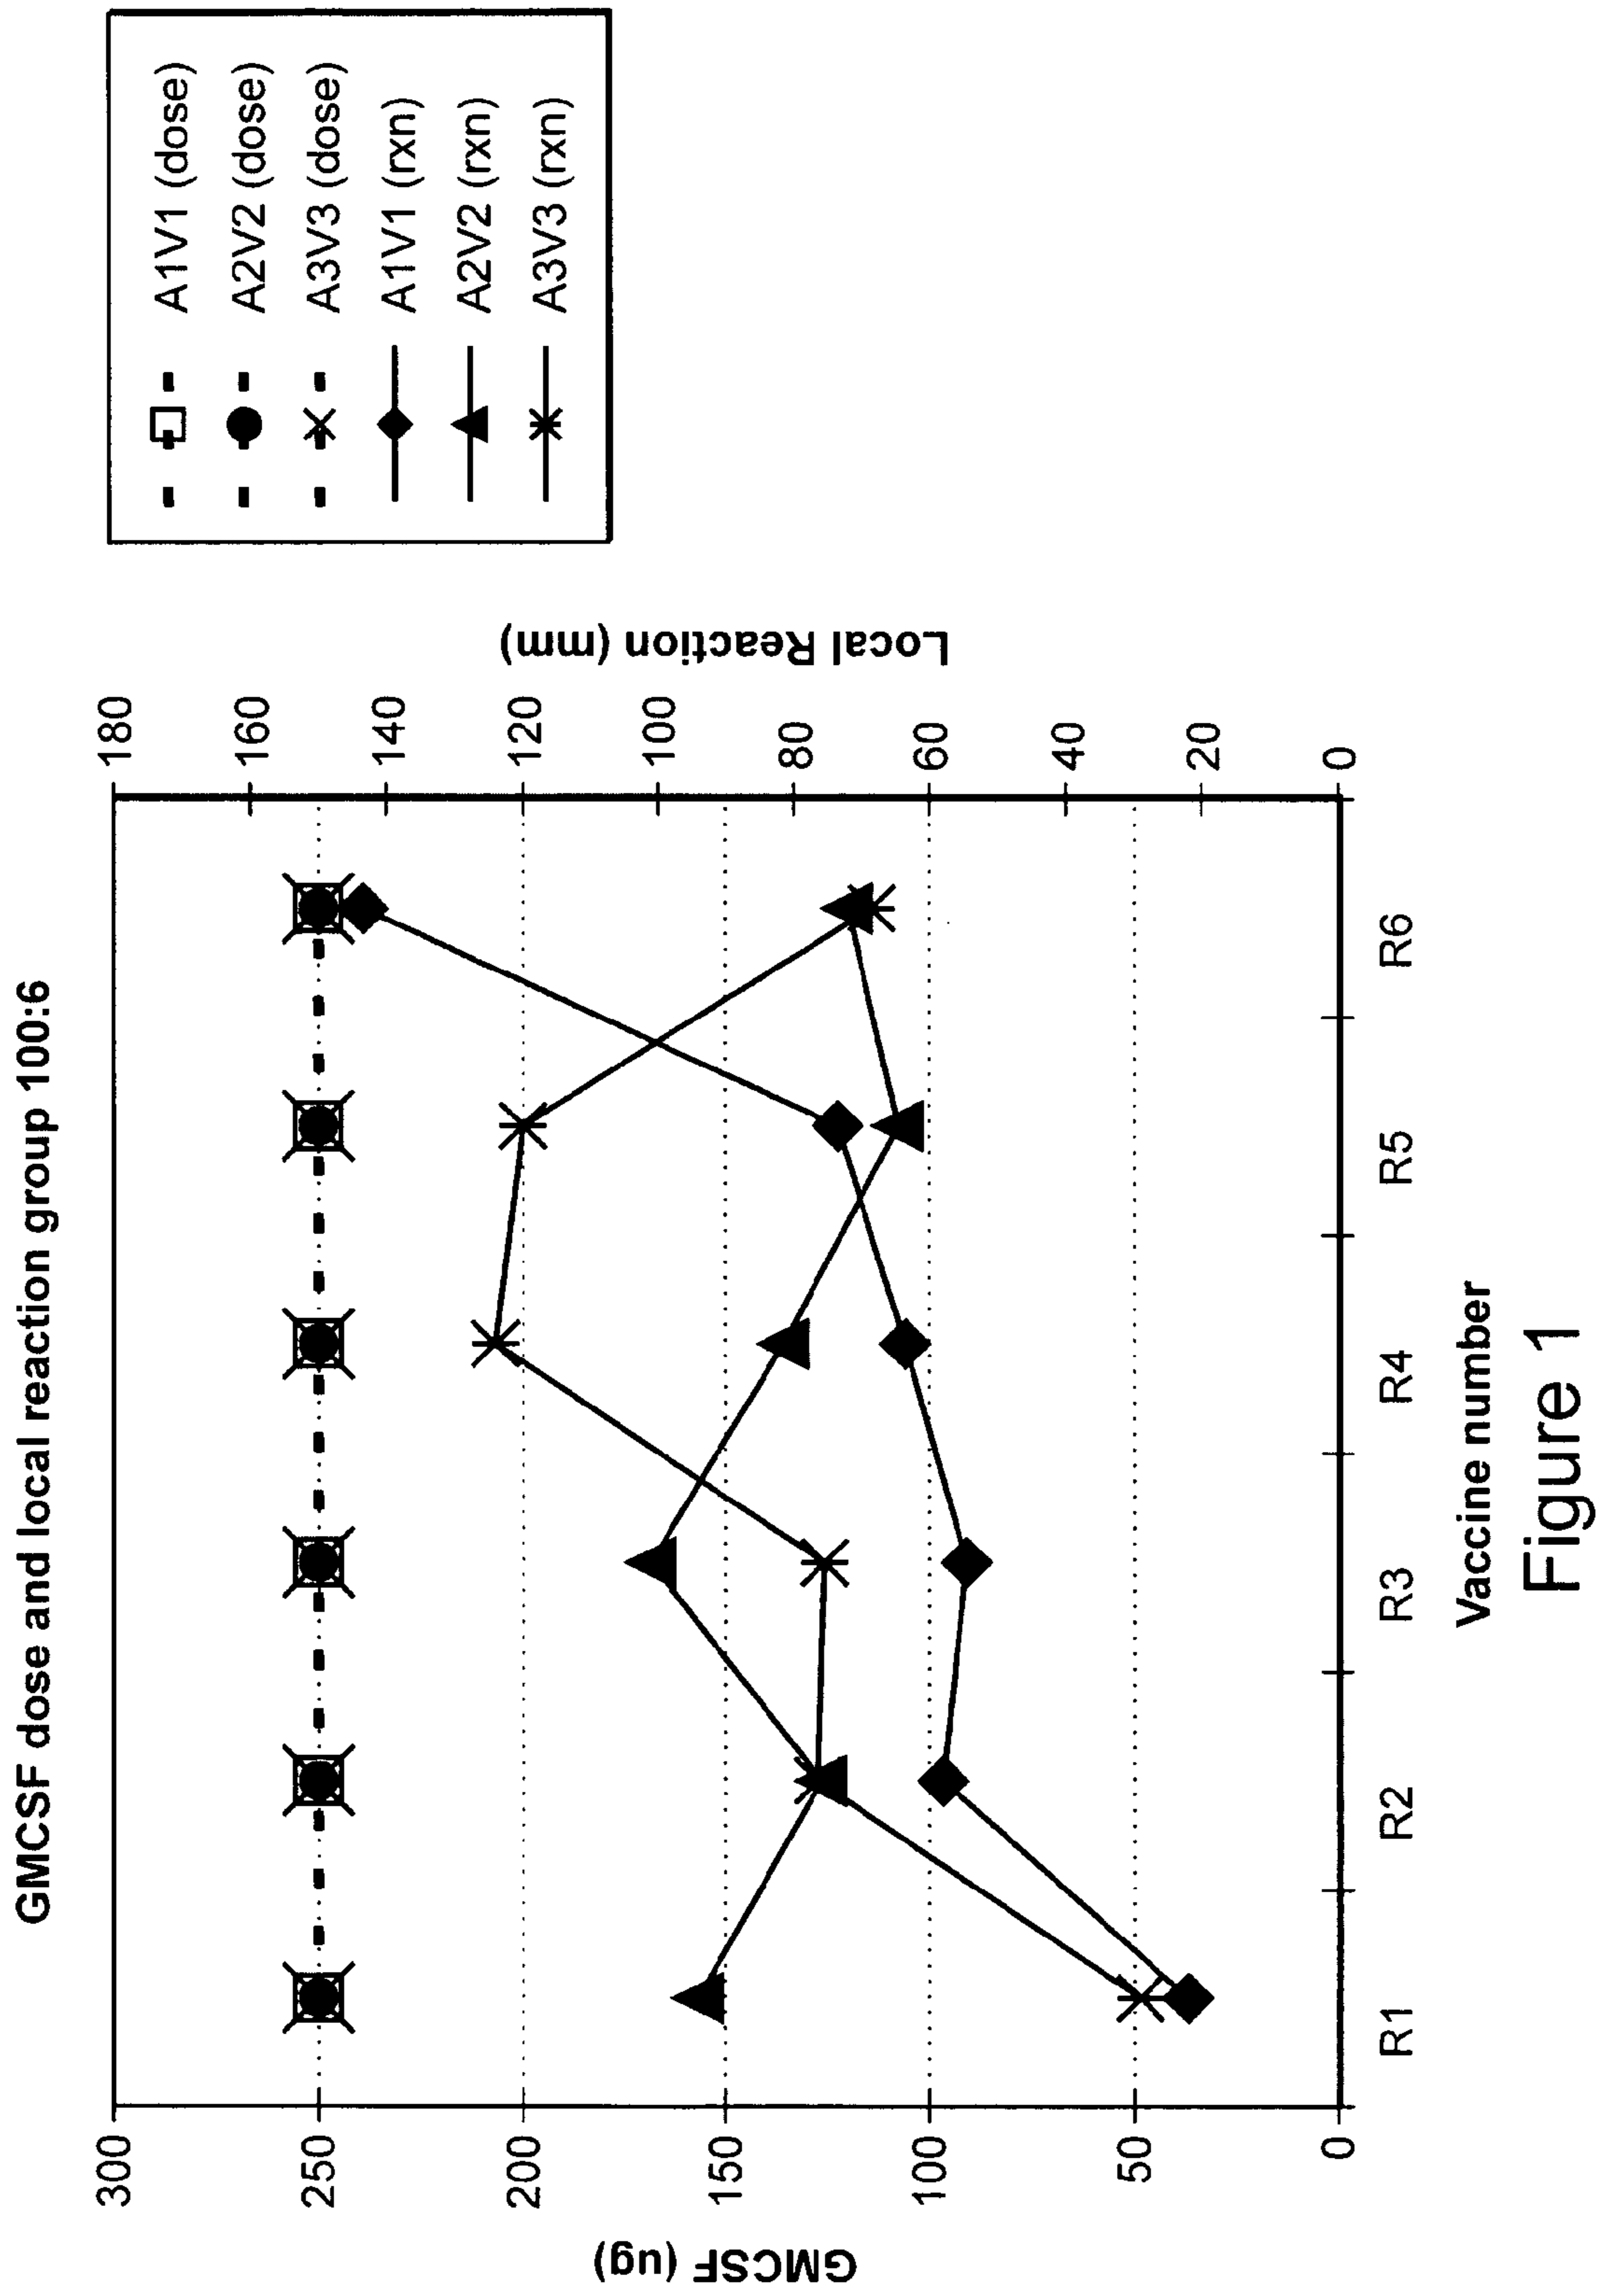 GMCSF dose and local reaction group 100:6
GMCSF (ug)
300
250
200
150
100
50
0
R1
R2
R3
R4
R5
R6
Vaccine number
180
160
140
120
100
80
60
40
20
0
Local Reaction (mm)
A1V1 (dose)
A2V2 (dose)
A3V3 (dose)
A1V1 (rxn)
A2V2 (rxn)
A3V3 (rxn)
Figure 1